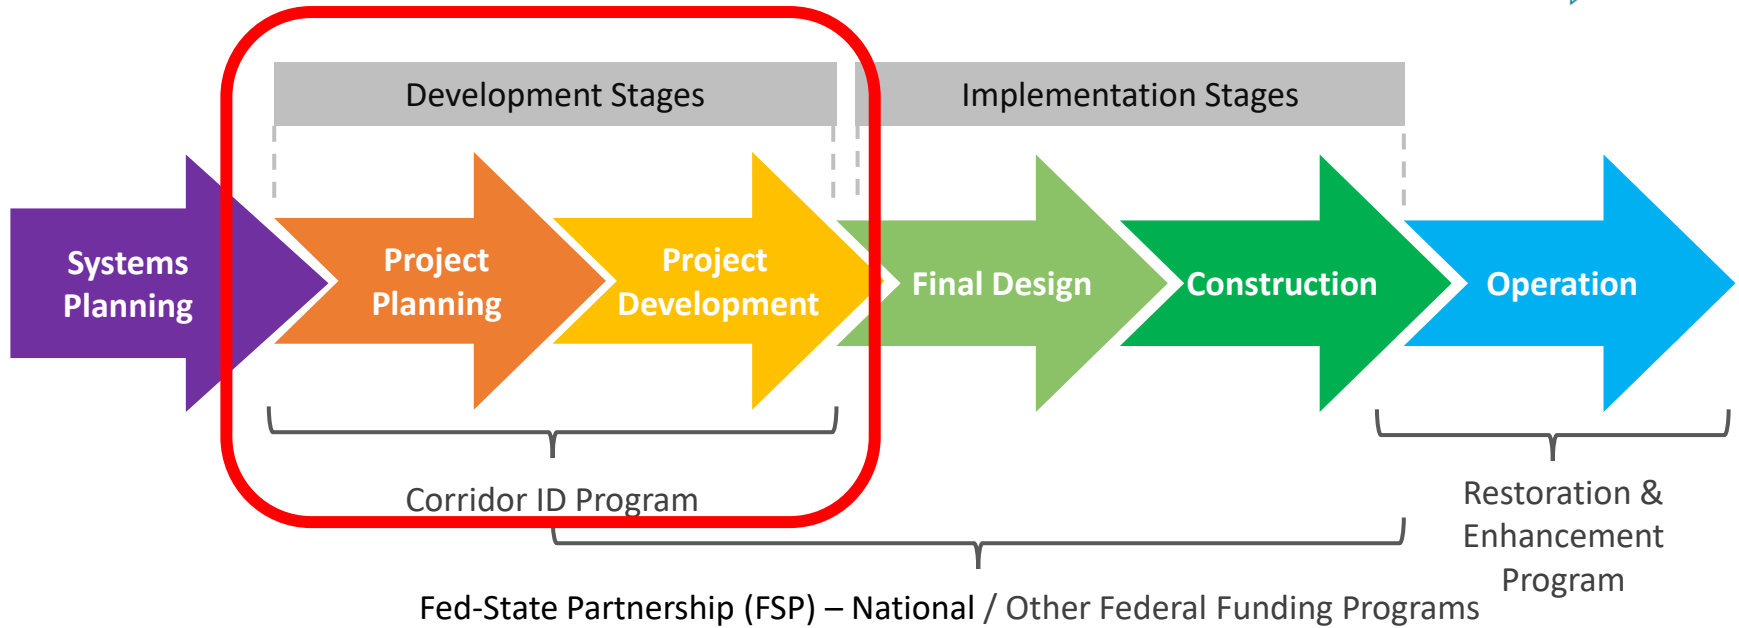 Development Stages
Implementation Stages
Systems
Planning
Project
Planning
Project
Development
Final Design
Construction
Operation
Corridor ID Program
Restoration &
Enhancement
Program
Fed-State Partnership (FSP) – National / Other Federal Funding Programs